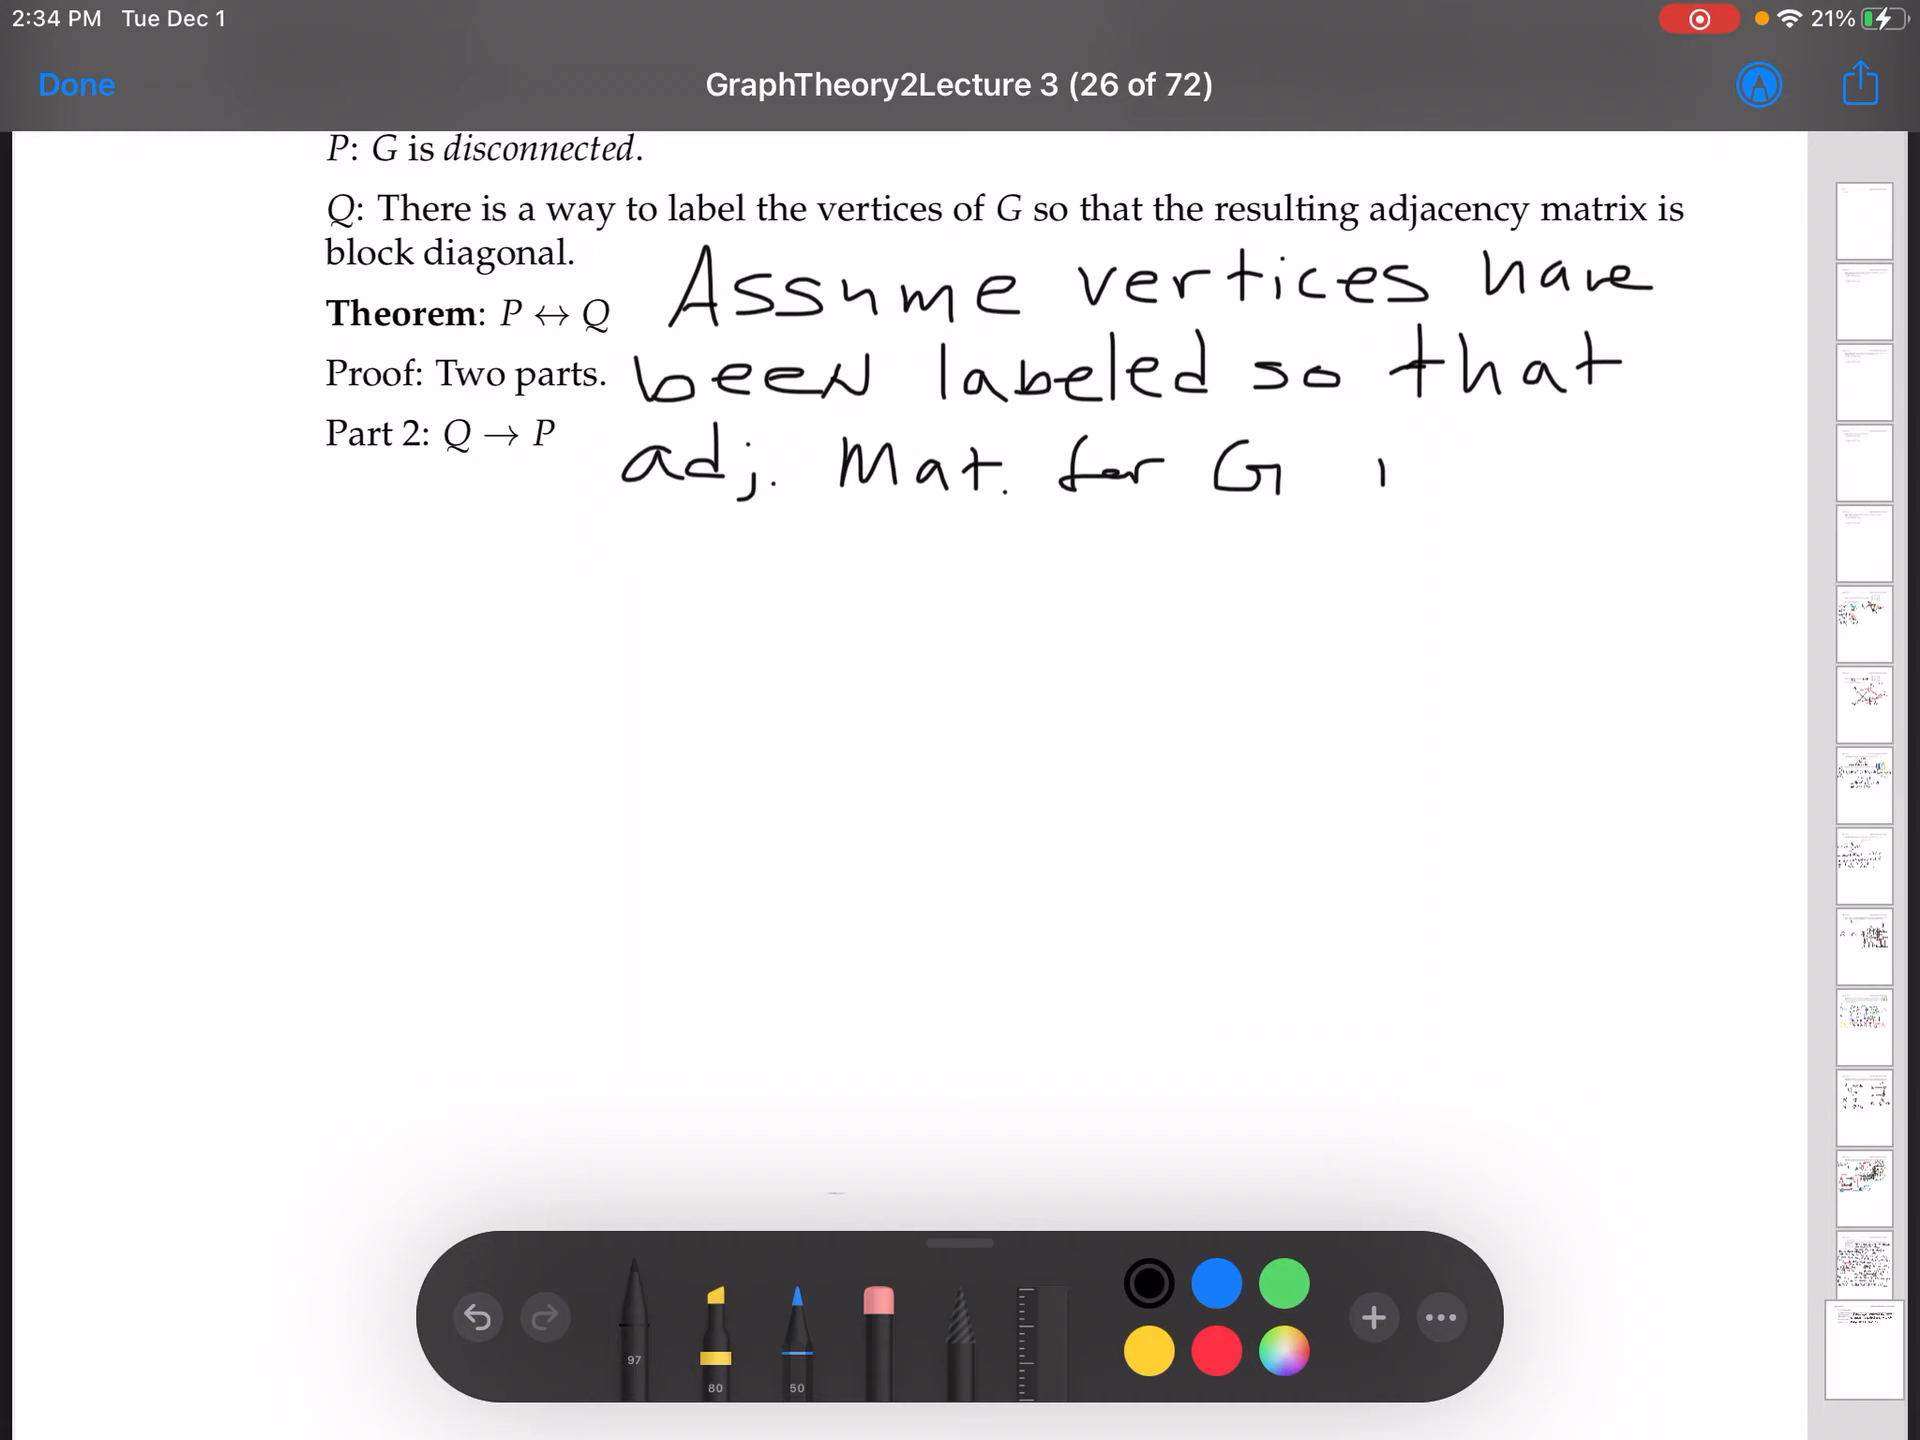 2:34 PM Tue Dec 1
21%
Done
GraphTheory2Lecture 3 (26 of 72)
P: G is disconnected.
Q: There is a way to label the vertices of G so that the resulting adjacency matrix is
block diagonal.
Assume vertices have
Theorem: P ↔ Q
Proof: Two parts.
been labeled so that
Part 2: Q → P
adj. Mat. for G
97
80
50